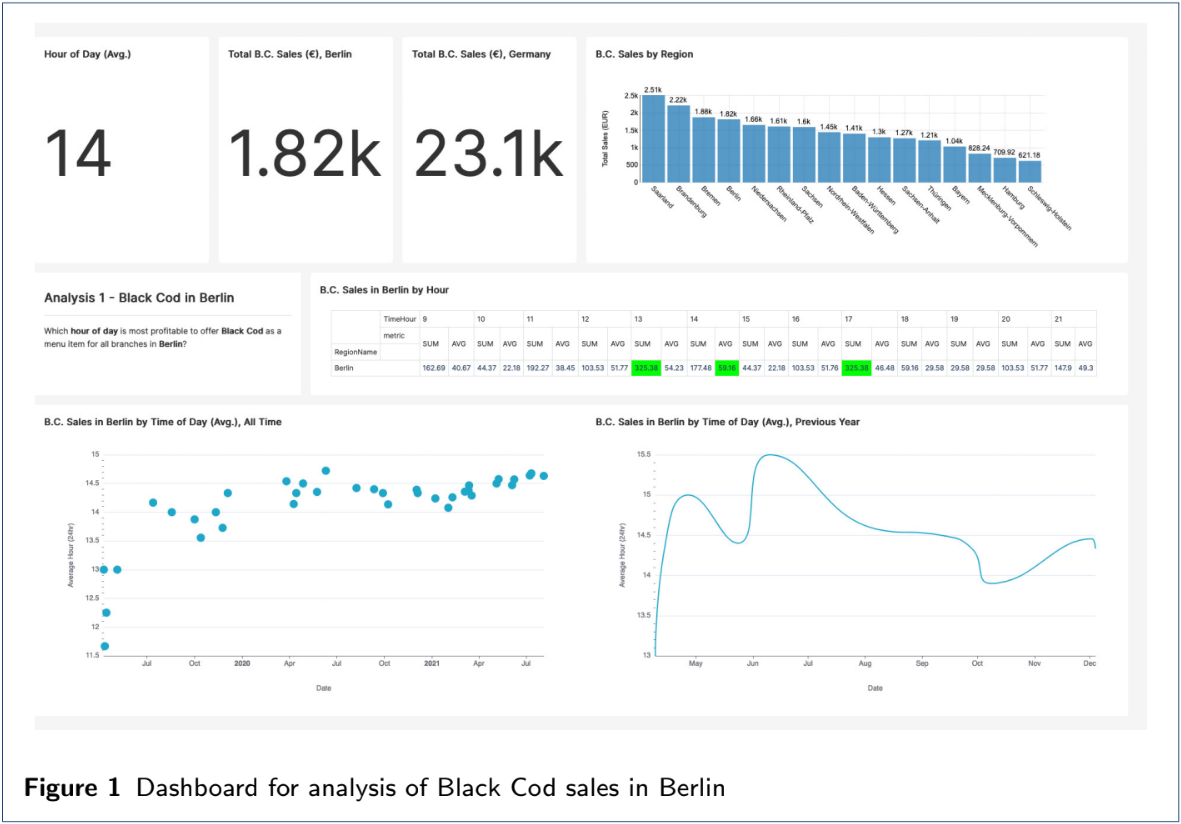 Hour of Day (Avg.)
14
Total B.C. Sales (€), Berlin
1.82k
Total B.C. Sales (€), Germany
23.1k
B.C. Sales by Region
Total Sales (EUR)
2.5k
2k
1.5k
1k
500
0
2.51k
2.22k
1.88k
1.82k
1.66k
1.61k
1.6k
1.45k
1.41k
1.3k
1.27k
1.21k
1.04k
828.24
709.92
621.18
Saarland
Brandenburg
Bremen
Berlin
Niedersachsen
Rheinland-Pfalz
Sachsen
Nordrhein-Westfalen
Baden-Württemberg
Hessen
Sachsen-Anhalt
Thüringen
Bayern
Mecklenburg-Vorpommern
Hamburg
Schleswig-Holstein
Analysis 1 - Black Cod in Berlin
Which hour of day is most profitable to offer Black Cod as a
menu item for all branches in Berlin?
B.C. Sales in Berlin by Hour
TimeHour 9 10 11 12 13 14 15 16 17 18 19 20 21
metric
SUM AVG SUM AVG SUM AVG SUM AVG SUM AVG SUM AVG SUM AVG SUM AVG SUM AVG SUM AVG SUM AVG SUM AVG SUM AVG
RegionName
Berlin 162.69 40.67 44.37 22.18 192.27 38.45 103.53 51.77 325.38 54.23 177.48 59.16 44.37 22.18 103.53 51.76 325.38 46.48 59.16 29.58 29.58 29.58 103.53 51.77 147.9 49.3
B.C. Sales in Berlin by Time of Day (Avg.), All Time
Average Hour (24hr)
15
14.5
14
13.5
13
12.5
12
11.5
Jul Oct 2020 Apr Jul Oct 2021 Apr Jul
Date
B.C. Sales in Berlin by Time of Day (Avg.), Previous Year
Average Hour (24hr)
15.5
15
14.5
14
13.5
13
May Jun Jul Aug Sep Oct Nov Dec
Date
Figure 1 Dashboard for analysis of Black Cod sales in Berlin